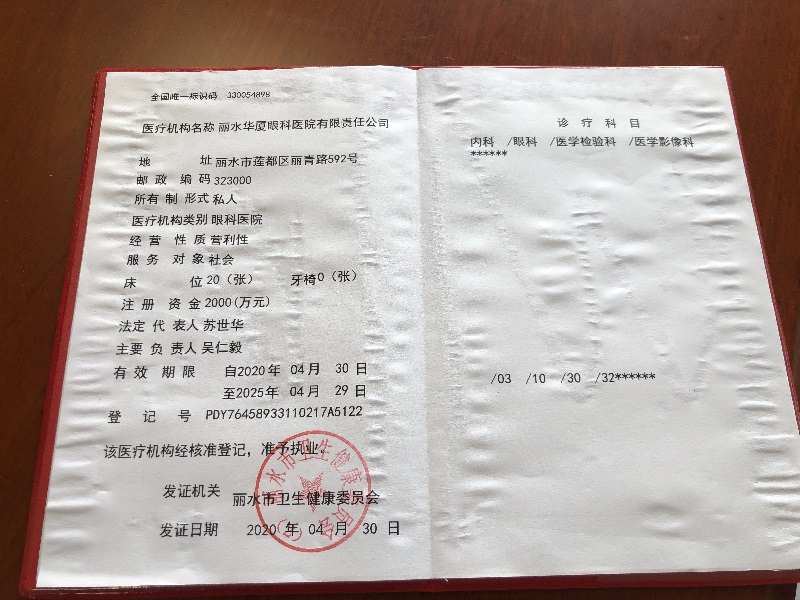 全国唯一标识码 330054898
医疗机构名称 丽水华厦眼科医院有限责任公司
地 址 丽水市莲都区丽青路592号
邮 政 编 码 323000
所有 制 形式 私人
医疗机构类别 眼科医院
经 营 性 质 营利性
服 务 对 象 社会
床 位 20（张） 牙椅0（张）
注 册 资 金 2000(万元)
法定 代 表人 苏世华
主要 负 责人 吴仁毅
有 效 期 限 自2020 年 04 月 30 日
至2025 年 04 月 29 日
登 记 号 PDY76458933110217A5122
该医疗机构经核准登记，准予执业。
发证机关 丽水市卫生健康委员会
发证日期 2020 年 04 月 30 日
丽水市卫生健康委员会
诊 疗 科 目
内科 /眼科 /医学检验科 /医学影像科
******
/03 /10 /30 /32******